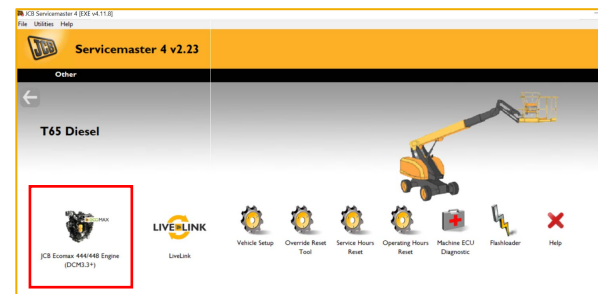 JCB Servicemaster 4 [EXE v4.11.8]
File Utilities Help
JCB
Servicemaster 4 v2.23
Other
T65 Diesel
ECOMAX
LIVELINK
JCB Ecomax 444/448 Engine
(DCM3.3+)
LiveLink
Vehicle Setup
Override Reset
Tool
Service Hours
Reset
Operating Hours
Reset
Machine ECU
Diagnostic
Flashloader
Help